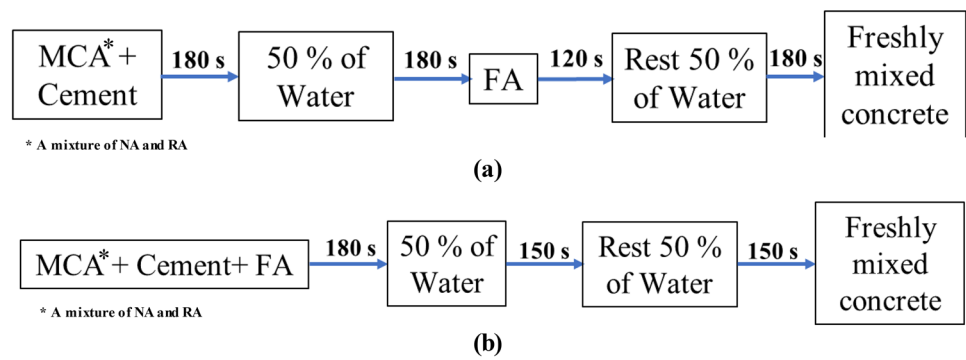 MCA* +
Cement
180 s
50 % of
Water
180 s
FA
120 s
Rest 50 %
of Water
180 s
Freshly
mixed
concrete
* A mixture of NA and RA
(a)
MCA* + Cement+ FA
180 s
50 % of
Water
150 s
Rest 50 %
of Water
150 s
Freshly
mixed
concrete
* A mixture of NA and RA
(b)